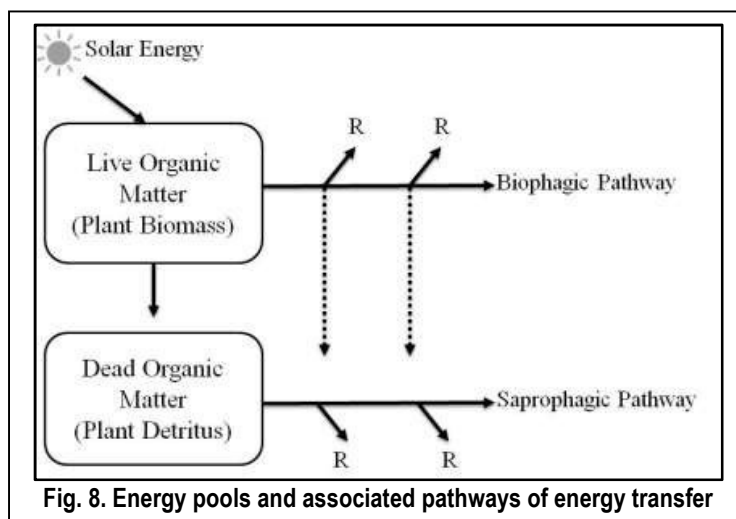 Solar Energy
R
R
Live Organic
Matter
(Plant Biomass)
Biophagic Pathway
Dead Organic
Matter
(Plant Detritus)
Saprophagic Pathway
R
R
Fig. 8. Energy pools and associated pathways of energy transfer